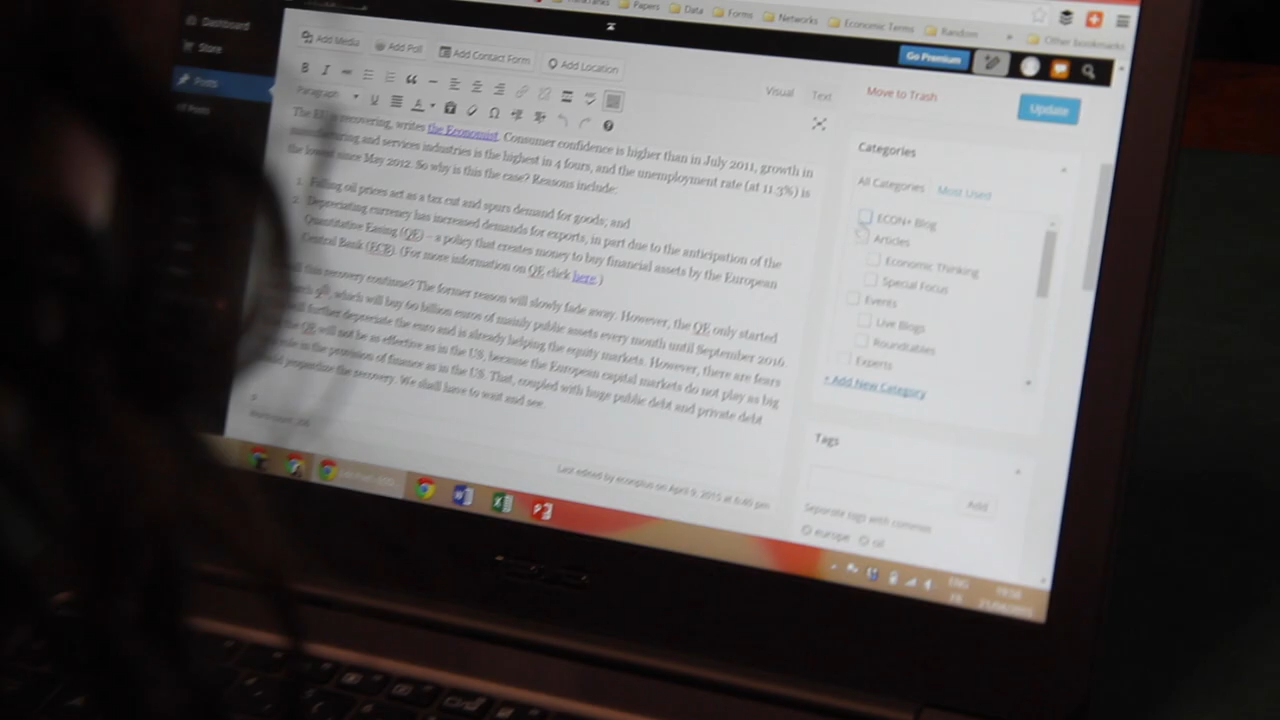 Papers Data Forms Networks Economic Terms Random » Other bookmarks
Dashboard
Store
Posts
Go Premium
Add Media Add Poll Add Contact Form Add Location
Visual Text
Paragraph
The EU is recovering, writes the Economist. Consumer confidence is higher than in July 2011, growth in
manufacturing and services industries is the highest in 4 fours, and the unemployment rate (at 11.3%) is
the lowest since May 2012. So why is this the case? Reasons include:
1. Falling oil prices act as a tax cut and spurs demand for goods; and
2. Depreciating currency has increased demands for exports, in part due to the anticipation of the
Quantitative Easing (QE) – a policy that creates money to buy financial assets by the European
Central Bank (ECB). (For more information on QE click here.)
this recovery continue? The former reason will slowly fade away. However, the QE only started
which will buy 60 billion euros of mainly public assets every month until September 2016.
further depreciate the euro and is already helping the equity markets. However, there are fears
the QE will not be as effective as in the US, because the European capital markets do not play as big
role in the provision of finance as in the US. That, coupled with huge public debt and private debt
jeopardize the recovery. We shall have to wait and see.
p
Last edited by econplus on April 9, 2015 at 6:46 pm
Move to Trash
Update
Categories
All Categories Most Used
ECON+ Blog
Articles
Economic Thinking
Special Focus
Events
Live Blogs
Roundtables
Experts
+ Add New Category
Tags
Add
Separate tags with commas
europe oil
ENG